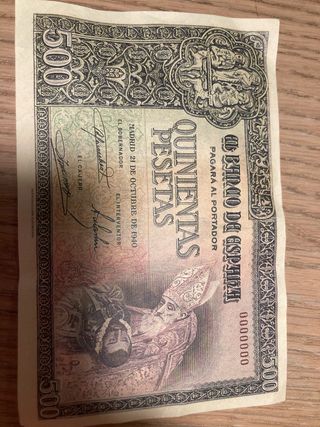 500
EL BANCO DE ESPAÑA
PAGARÁ AL PORTADOR
0000000
QUINIENTAS
PESETAS
MADRID 21 DE OCTUBRE DE 1940
EL GOBERNADOR
EL INTERVENTOR
EL CAJERO
500
500